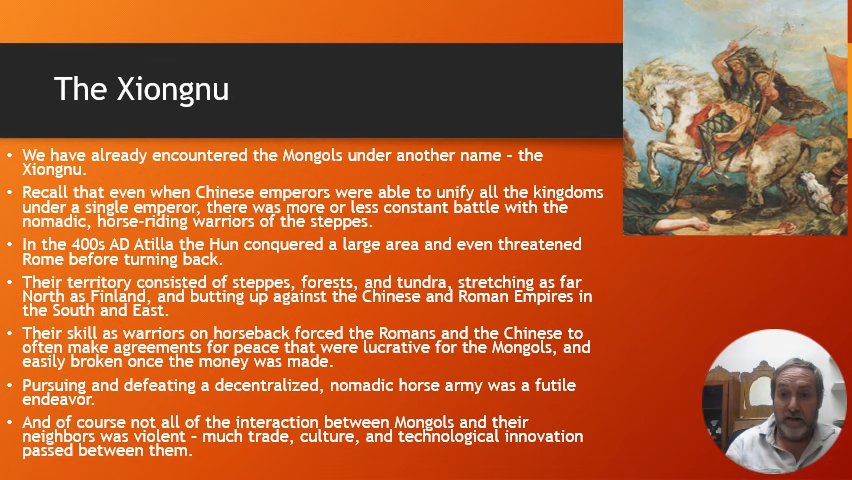 The Xiongnu
• We have already encountered the Mongols under another name – the
Xiongnu.
• Recall that even when Chinese emperors were able to unify all the kingdoms
under a single emperor, there was more or less constant battle with the
nomadic, horse-riding warriors of the steppes.
• In the 400s AD Atilla the Hun conquered a large area and even threatened
Rome before turning back.
• Their territory consisted of steppes, forests, and tundra, stretching as far
North as Finland, and butting up against the Chinese and Roman Empires in
the South and East.
• Their skill as warriors on horseback forced the Romans and the Chinese to
often make agreements for peace that were lucrative for the Mongols, and
easily broken once the money was made.
• Pursuing and defeating a decentralized, nomadic horse army was a futile
endeavor.
• And of course not all of the interaction between Mongols and their
neighbors was violent – much trade, culture, and technological innovation
passed between them.